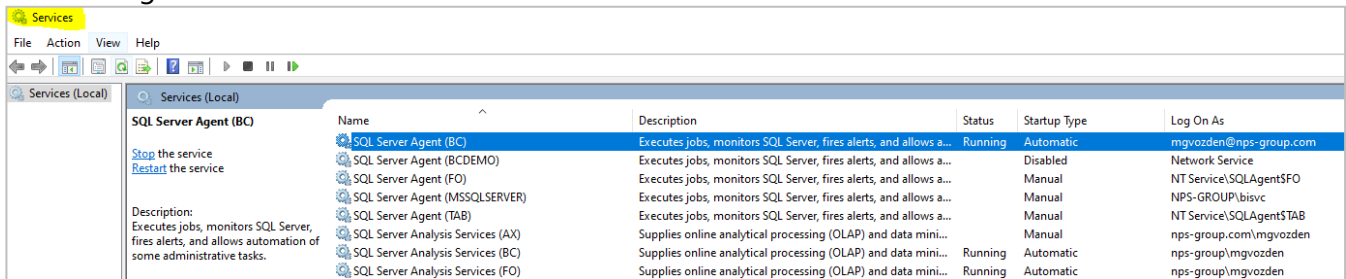 Services
File Action View Help
Services (Local)
Services (Local)
SQL Server Agent (BC)
Stop the service
Restart the service
Description:
Executes jobs, monitors SQL Server,
fires alerts, and allows automation of
some administrative tasks.
Name Description Status Startup Type Log On As
SQL Server Agent (BC) Executes jobs, monitors SQL Server, fires alerts, and allows a... Running Automatic mgvozden@nps-group.com
SQL Server Agent (BCDEMO) Executes jobs, monitors SQL Server, fires alerts, and allows a... Disabled Network Service
SQL Server Agent (FO) Executes jobs, monitors SQL Server, fires alerts, and allows a... Manual NT Service\SQLAgent$FO
SQL Server Agent (MSSQLSERVER) Executes jobs, monitors SQL Server, fires alerts, and allows a... Manual NPS-GROUP\bisvc
SQL Server Agent (TAB) Executes jobs, monitors SQL Server, fires alerts, and allows a... Manual NT Service\SQLAgent$TAB
SQL Server Analysis Services (AX) Supplies online analytical processing (OLAP) and data mini... Manual nps-group.com\mgvozden
SQL Server Analysis Services (BC) Supplies online analytical processing (OLAP) and data mini... Running Automatic nps-group\mgvozden
SQL Server Analysis Services (FO) Supplies online analytical processing (OLAP) and data mini... Running Automatic nps-group\mgvozden